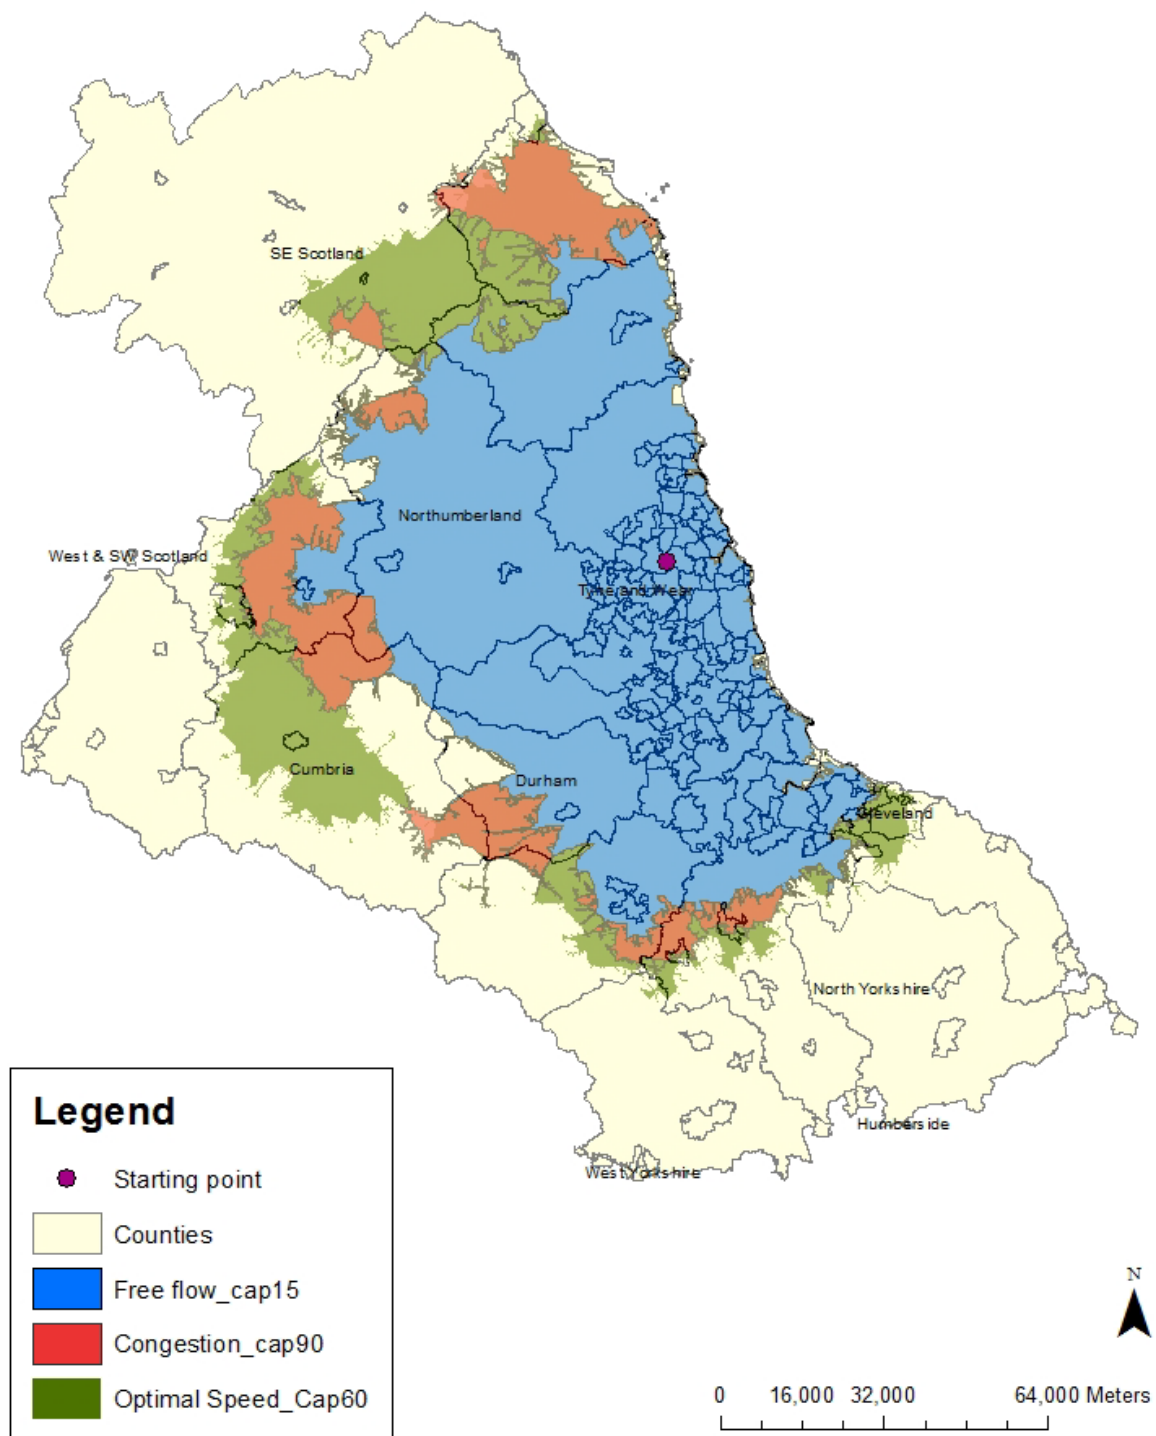 SE Scotland
Northumberland
West & SW Scotland
Tyne and Wear
Cumbria
Durham
Cleveland
North Yorkshire
Humberside
West Yorkshire
Legend
Starting point
Counties
Free flow_cap15
Congestion_cap90
Optimal Speed_Cap60
N
0 16,000 32,000 64,000 Meters